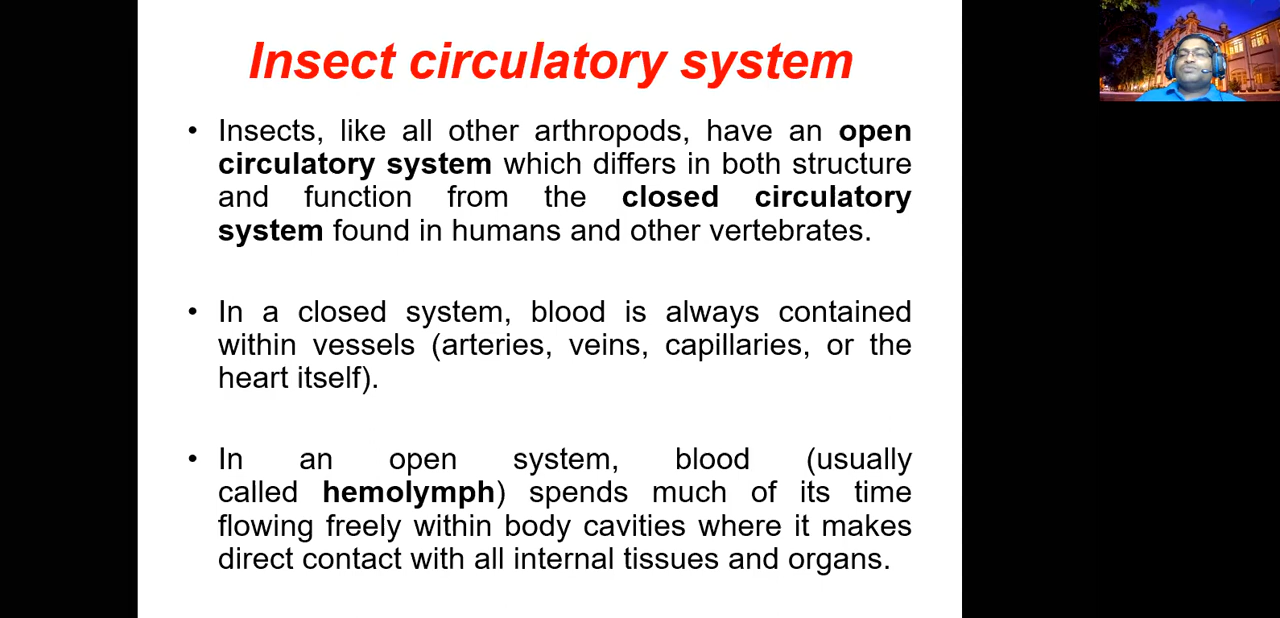 Insect circulatory system
• Insects, like all other arthropods, have an open
circulatory system which differs in both structure
and function from the closed circulatory
system found in humans and other vertebrates.
• In a closed system, blood is always contained
within vessels (arteries, veins, capillaries, or the
heart itself).
• In an open system, blood (usually
called hemolymph) spends much of its time
flowing freely within body cavities where it makes
direct contact with all internal tissues and organs.